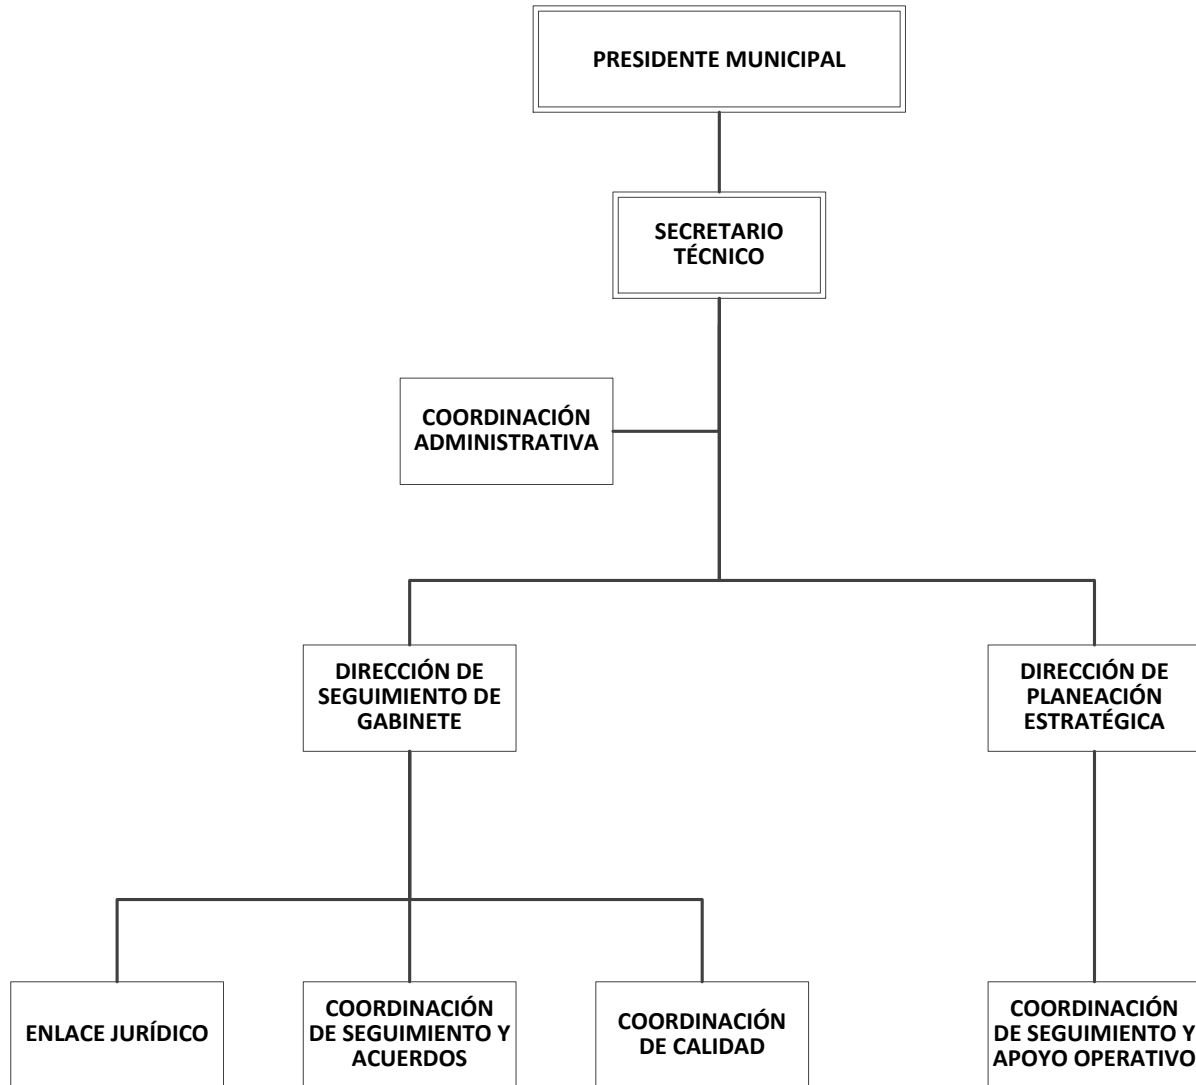 PRESIDENTE MUNICIPAL
SECRETARIO
TÉCNICO
COORDINACIÓN
ADMINISTRATIVA
DIRECCIÓN DE
SEGUIMIENTO DE
GABINETE
DIRECCIÓN DE
PLANEACIÓN
ESTRATÉGICA
ENLACE JURÍDICO
COORDINACIÓN
DE SEGUIMIENTO Y
ACUERDOS
COORDINACIÓN
DE CALIDAD
COORDINACIÓN
DE SEGUIMIENTO Y
APOYO OPERATIVO